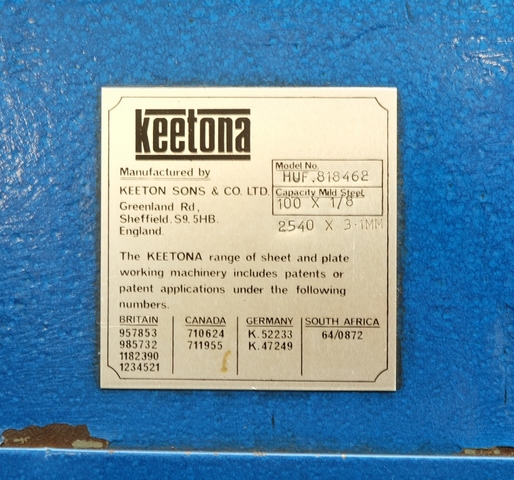 keetona
Manufactured by
KEETON SONS & CO. LTD.
Greenland Rd,
Sheffield. S9. 5HB.
England.
Model No.
HUF.818468
Capacity Mild Steel
100 X 1/8
2540 X 3·1MM
The KEETONA range of sheet and plate
working machinery includes patents or
patent applications under the following
numbers.
BRITAIN CANADA GERMANY SOUTH AFRICA
957853 710624 K.52233 64/0872
985732 711955 K.47249
1182390
1234521